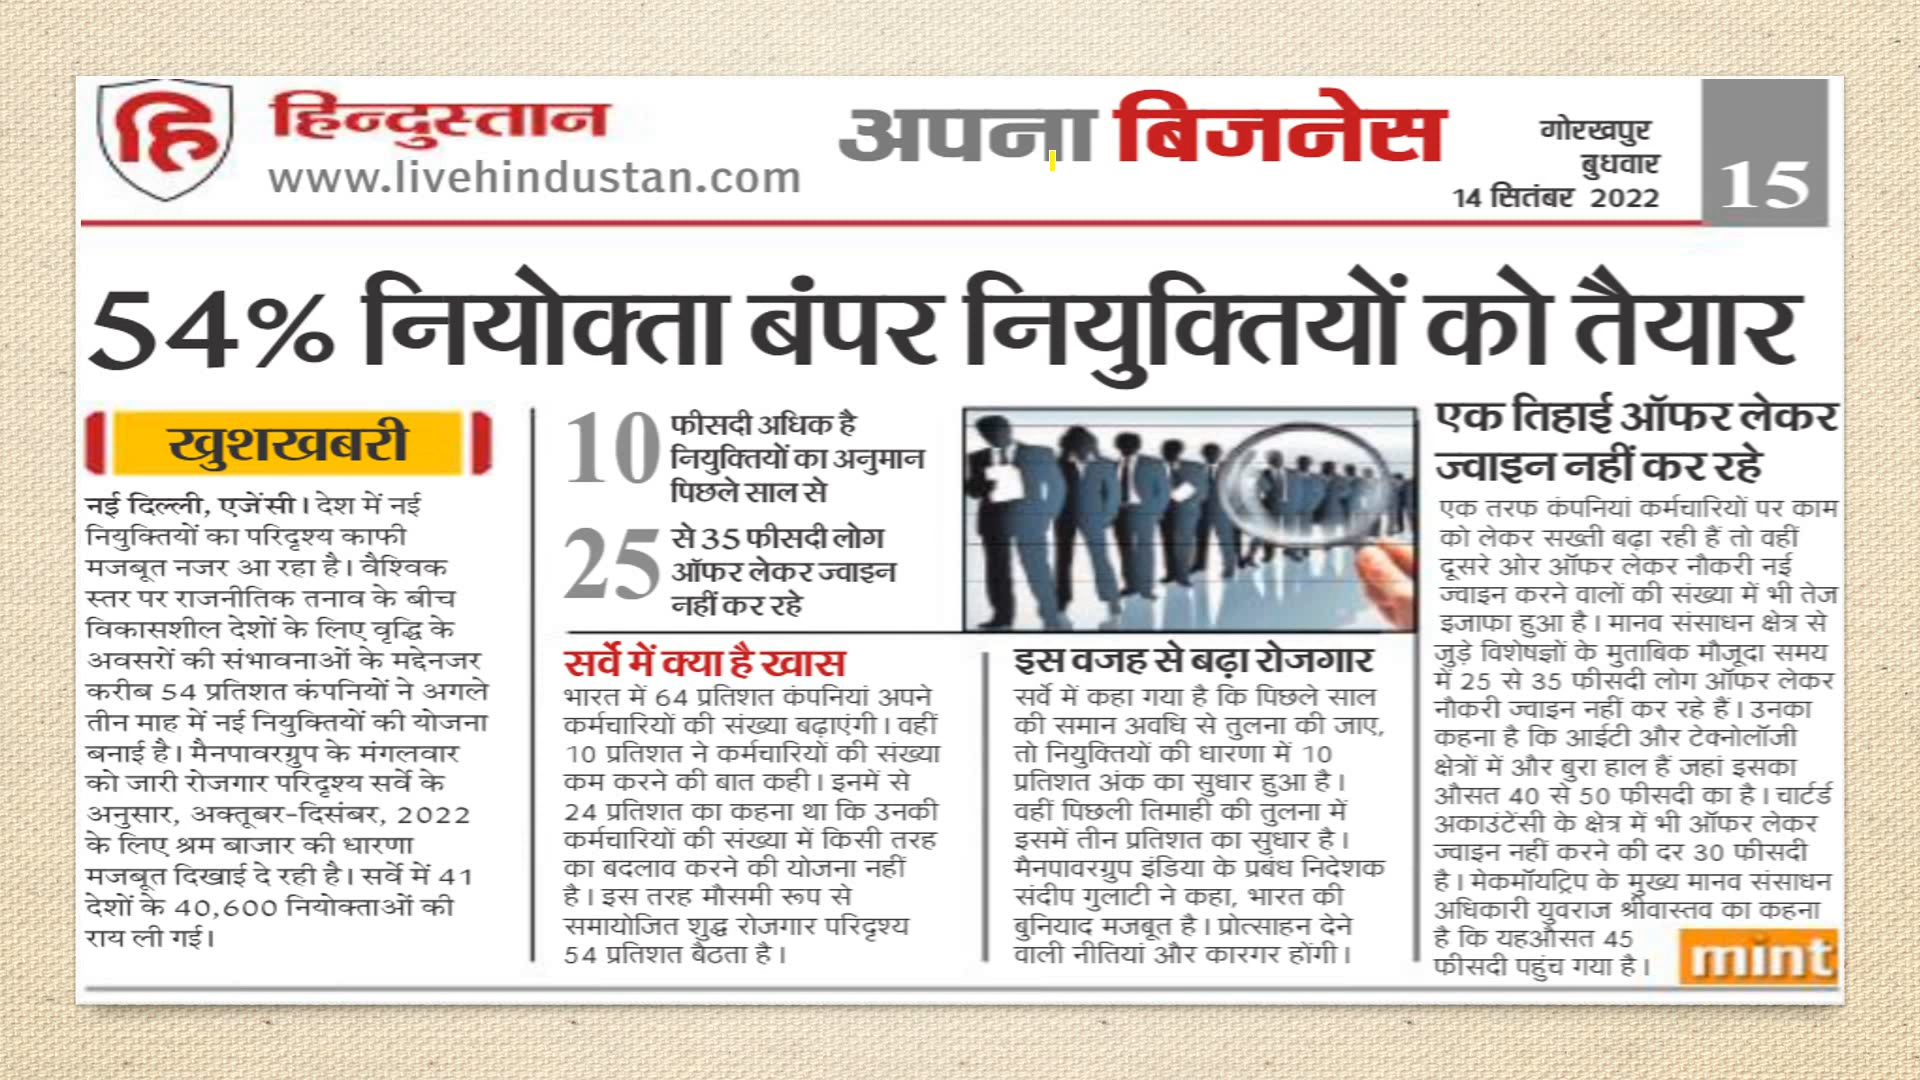 हि
हिन्दुस्तान
www.livehindustan.com
अपना बिजनेस
गोरखपुर
बुधवार
14 सितंबर 2022
15
54% नियोक्ता बंपर नियुक्तियों को तैयार
खुशखबरी
नई दिल्ली, एजेंसी। देश में नई
नियुक्तियों का परिदृश्य काफी
मजबूत नजर आ रहा है। वैश्विक
स्तर पर राजनीतिक तनाव के बीच
विकासशील देशों के लिए वृद्धि के
अवसरों की संभावनाओं के मद्देनजर
करीब 54 प्रतिशत कंपनियों ने अगले
तीन माह में नई नियुक्तियों की योजना
बनाई है। मैनपावरग्रुप के मंगलवार
को जारी रोजगार परिदृश्य सर्वे के
अनुसार, अक्तूबर-दिसंबर, 2022
के लिए श्रम बाजार की धारणा
मजबूत दिखाई दे रही है। सर्वे में 41
देशों के 40,600 नियोक्ताओं की
राय ली गई।
10 फीसदी अधिक है
नियुक्तियों का अनुमान
पिछले साल से
25 से 35 फीसदी लोग
ऑफर लेकर ज्वाइन
नहीं कर रहे
सर्वे में क्या है खास
भारत में 64 प्रतिशत कंपनियां अपने
कर्मचारियों की संख्या बढ़ाएंगी। वहीं
10 प्रतिशत ने कर्मचारियों की संख्या
कम करने की बात कही। इनमें से
24 प्रतिशत का कहना था कि उनकी
कर्मचारियों की संख्या में किसी तरह
का बदलाव करने की योजना नहीं
है। इस तरह मौसमी रूप से
समायोजित शुद्ध रोजगार परिदृश्य
54 प्रतिशत बैठता है।
इस वजह से बढ़ा रोजगार
सर्वे में कहा गया है कि पिछले साल
की समान अवधि से तुलना की जाए,
तो नियुक्तियों की धारणा में 10
प्रतिशत अंक का सुधार हुआ है।
वहीं पिछली तिमाही की तुलना में
इसमें तीन प्रतिशत का सुधार है।
मैनपावरग्रुप इंडिया के प्रबंध निदेशक
संदीप गुलाटी ने कहा, भारत की
बुनियाद मजबूत है। प्रोत्साहन देने
वाली नीतियां और कारगर होंगी।
एक तिहाई ऑफर लेकर
ज्वाइन नहीं कर रहे
एक तरफ कंपनियां कर्मचारियों पर काम
को लेकर सख्ती बढ़ा रही हैं तो वहीं
दूसरे ओर ऑफर लेकर नौकरी नई
ज्वाइन करने वालों की संख्या में भी तेज
इजाफा हुआ है। मानव संसाधन क्षेत्र से
जुड़े विशेषज्ञों के मुताबिक मौजूदा समय
में 25 से 35 फीसदी लोग ऑफर लेकर
नौकरी ज्वाइन नहीं कर रहे हैं। उनका
कहना है कि आईटी और टेक्नोलॉजी
क्षेत्रों में और बुरा हाल हैं जहां इसका
औसत 40 से 50 फीसदी का है। चार्टर्ड
अकाउंटेंसी के क्षेत्र में भी ऑफर लेकर
ज्वाइन नहीं करने की दर 30 फीसदी
है। मेकमॉयट्रिप के मुख्य मानव संसाधन
अधिकारी युवराज श्रीवास्तव का कहना
है कि यहऔसत 45
फीसदी पहुंच गया है।
mint